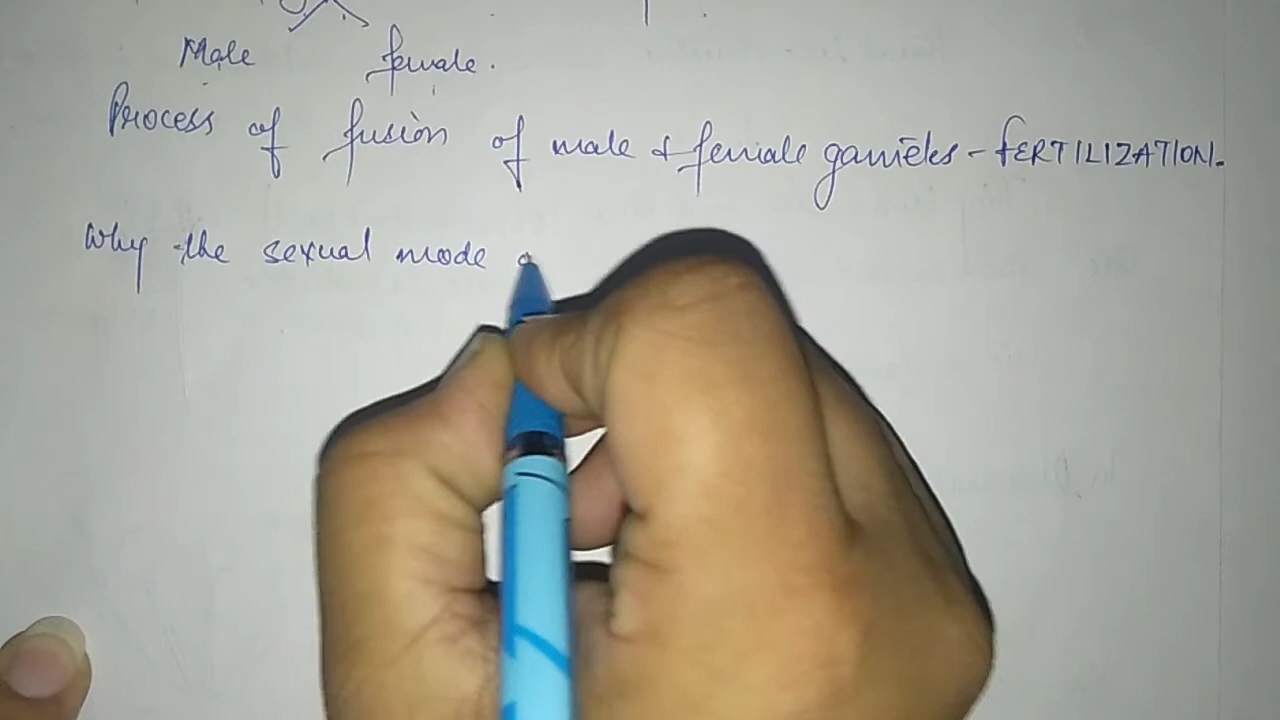 Male female.
Process of fusion of male & female gametes - FERTILIZATION.
Why the sexual mode o